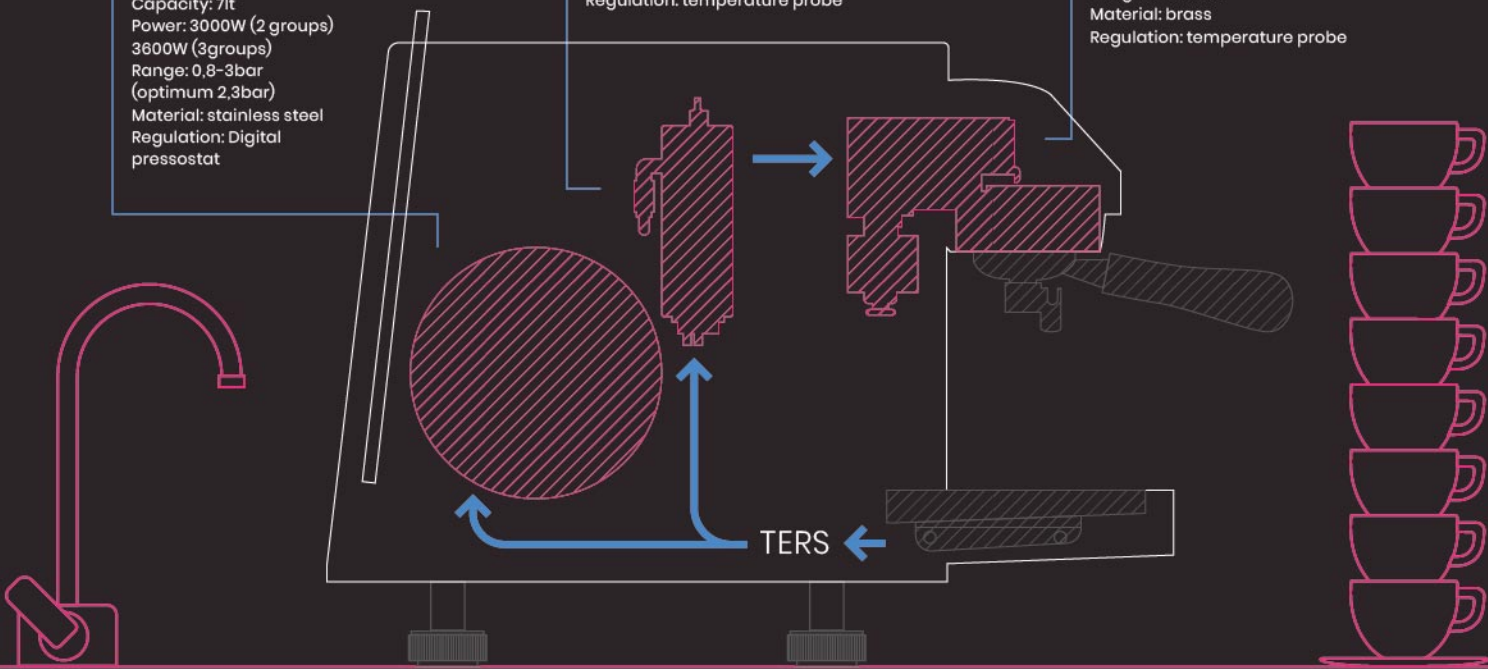 Capacity: 7lt
Power: 3000W (2 groups)
3600W (3groups)
Range: 0,8-3bar
(optimum 2,3bar)
Material: stainless steel
Regulation: Digital
pressostat
Regulation: temperature probe
Material: brass
Regulation: temperature probe
TERS